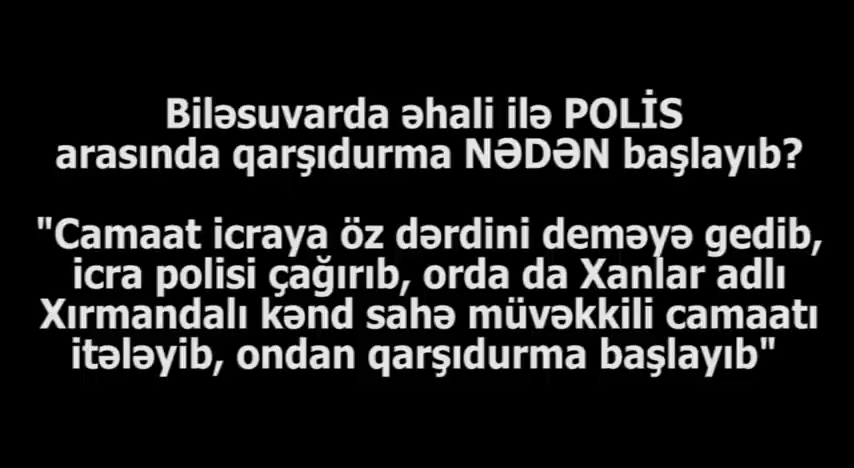 Biləsuvarda əhali ilə POLİS
arasında qarşıdurma NƏDƏN başlayıb?
"Camaat icraya öz dərdini deməyə gedib,
icra polisi çağırıb, orda da Xanlar adlı
Xırmandalı kənd sahə müvəkkili camaatı
itələyib, ondan qarşıdurma başlayıb"